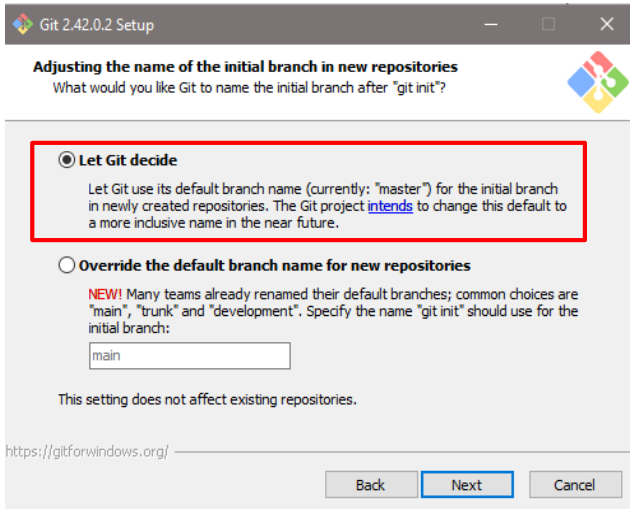 Git 2.42.0.2 Setup
Adjusting the name of the initial branch in new repositories
What would you like Git to name the initial branch after "git init"?
Let Git decide
Let Git use its default branch name (currently: "master") for the initial branch
in newly created repositories. The Git project intends to change this default to
a more inclusive name in the near future.
Override the default branch name for new repositories
NEW! Many teams already renamed their default branches; common choices are
"main", "trunk" and "development". Specify the name "git init" should use for the
initial branch:
main
This setting does not affect existing repositories.
https://gitforwindows.org/
Back Next Cancel